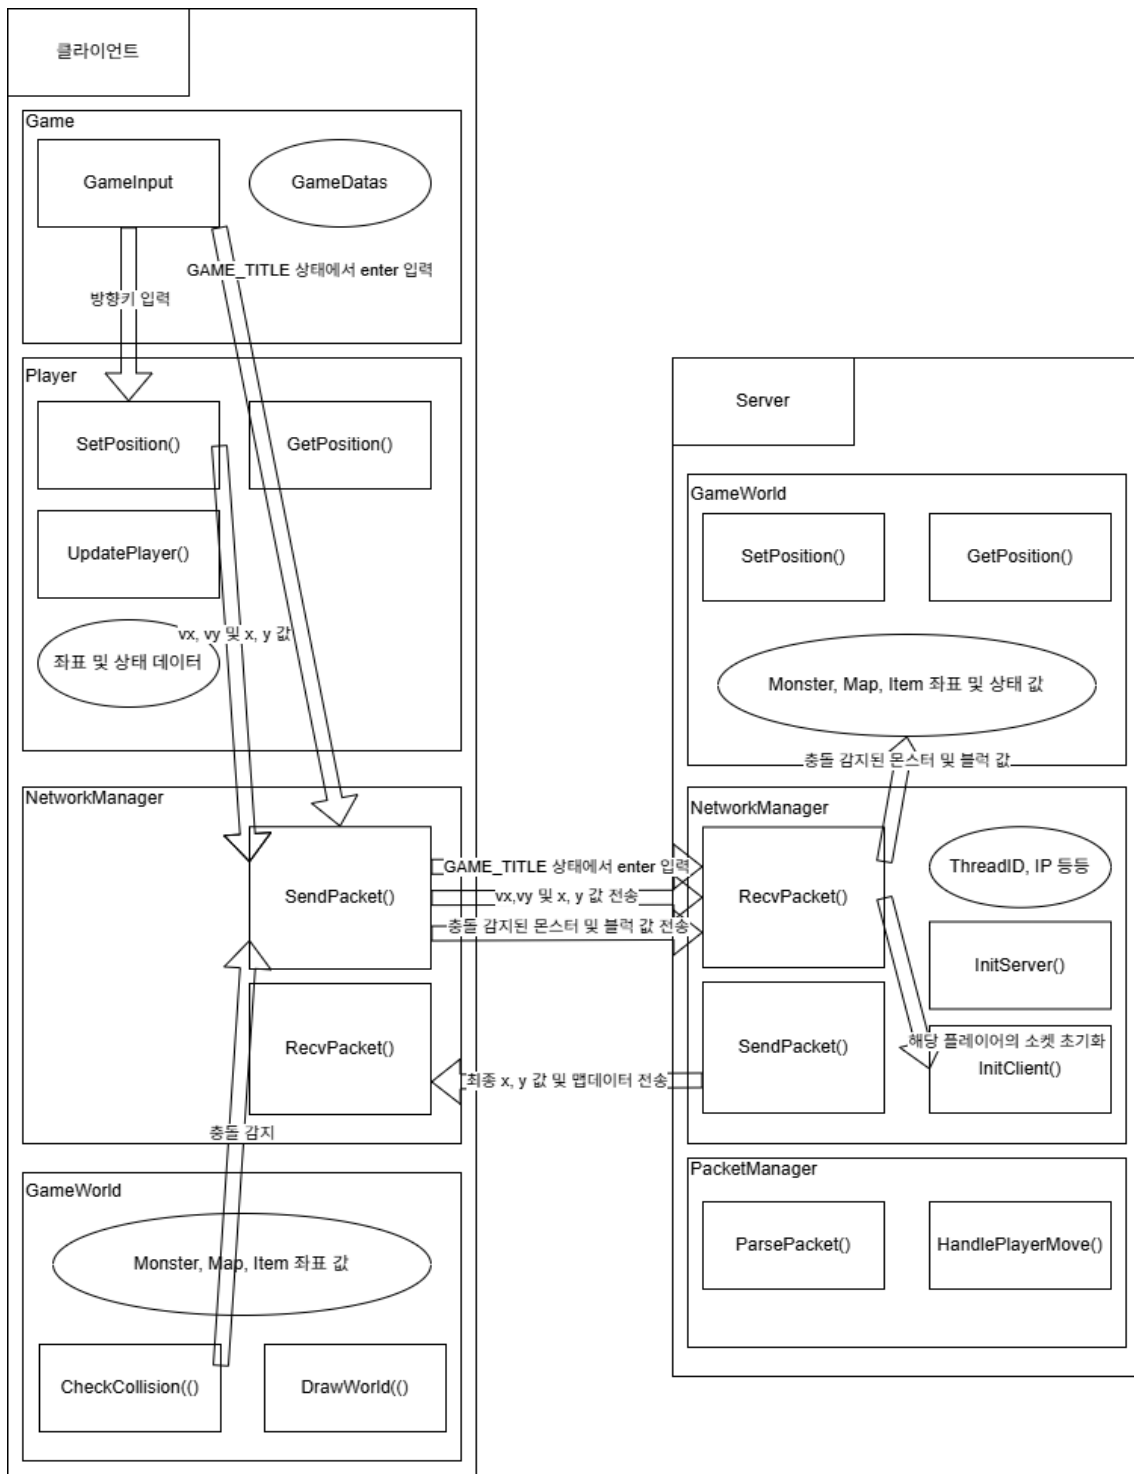 클라이언트
Game
GameInput
GameDatas
GAME_TITLE 상태에서 enter 입력
방향키 입력
Player
SetPosition()
GetPosition()
UpdatePlayer()
vx, vy 및 x, y 값
좌표 및 상태 데이터
NetworkManager
SendPacket()
RecvPacket()
충돌 감지
GameWorld
Monster, Map, Item 좌표 값
CheckCollision(()
DrawWorld(()
GAME_TITLE 상태에서 enter 입력
vx,vy 및 x, y 값 전송
충돌 감지된 몬스터 및 블럭 값 전송
최종 x, y 값 및 맵데이터 전송
Server
GameWorld
SetPosition()
GetPosition()
Monster, Map, Item 좌표 및 상태 값
충돌 감지된 몬스터 및 블럭 값
NetworkManager
RecvPacket()
ThreadID, IP 등등
InitServer()
SendPacket()
해당 플레이어의 소켓 초기화
InitClient()
PacketManager
ParsePacket()
HandlePlayerMove()